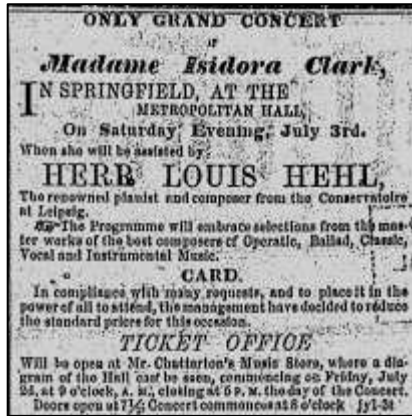 ONLY GRAND CONCERT
OF
Madame Isidora Clark,
IN SPRINGFIELD, AT THE
METROPOLITAN HALL,
On Saturday Evening, July 3rd.
When she will be assisted by
HERR LOUIS HEHL,
The renowned pianist and composer from the Conservatoire
at Leipsig.
☞ The Programme will embrace selections from the mas-
ter works of the best composers of Operatic, Ballad, Classic,
Vocal and Instrumental Music.
CARD.
In compliance with many requests, and to place it in the
power of all to attend, the management have decided to reduce
the standard prices for this occasion.
TICKET OFFICE
Will be open at Mr. Chatterton's Music Store, where a dia-
gram of the Hall can be seen, commencing on Friday, July
2d, at 9 o'clock, A. M., closing at 5 P. M. the day of the Concert.
Doors open at 7½ Concert commences at 8 o'clock